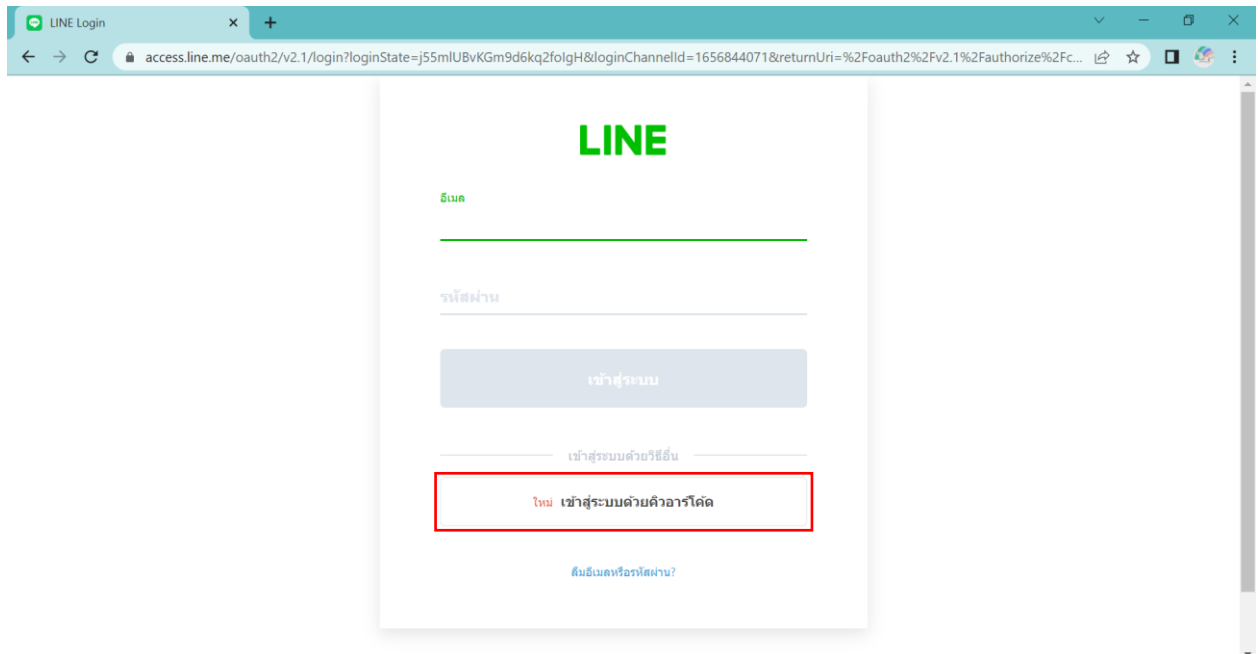 LINE Login
access.line.me/oauth2/v2.1/login?loginState=j55mlUBvKGm9d6kq2foIgH&loginChannelId=1656844071&returnUri=%2Foauth2%2Fv2.1%2Fauthorize%2Fc...
LINE
อีเมล
รหัสผ่าน
เข้าสู่ระบบ
เข้าสู่ระบบด้วยวิธีอื่น
ใหม่ เข้าสู่ระบบด้วยคิวอาร์โค้ด
ลืมอีเมลหรือรหัสผ่าน?